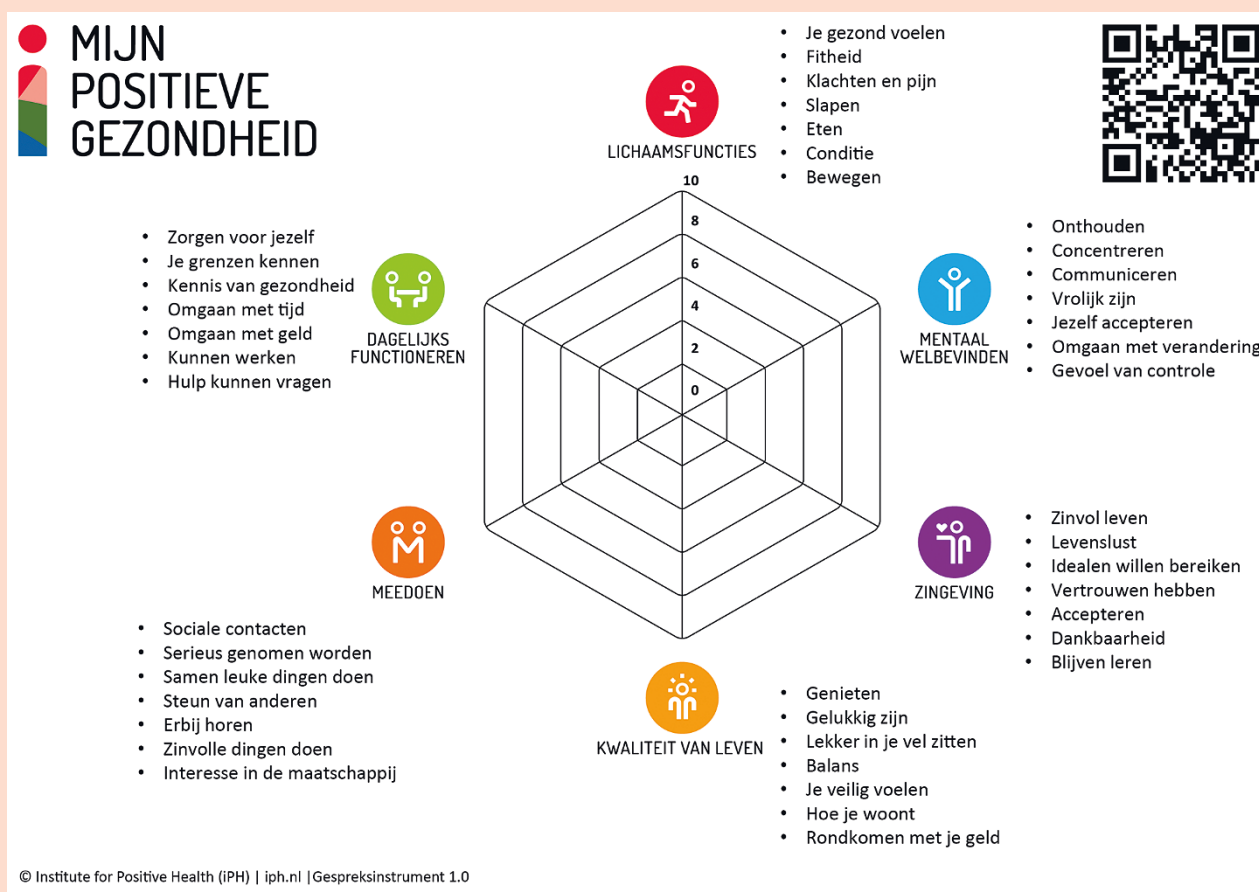 MIJN
POSITIEVE
GEZONDHEID
• Je gezond voelen
• Fitheid
• Klachten en pijn
• Slapen
• Eten
• Conditie
• Bewegen
LICHAAMSFUNCTIES
10
8
6
4
2
0
• Onthouden
• Concentreren
• Communiceren
• Vrolijk zijn
• Jezelf accepteren
• Omgaan met verandering
• Gevoel van controle
MENTAAL
WELBEVINDEN
• Zinvol leven
• Levenslust
• Idealen willen bereiken
• Vertrouwen hebben
• Accepteren
• Dankbaarheid
• Blijven leren
ZINGEVING
• Genieten
• Gelukkig zijn
• Lekker in je vel zitten
• Balans
• Je veilig voelen
• Hoe je woont
• Rondkomen met je geld
KWALITEIT VAN LEVEN
MEEDOEN
• Sociale contacten
• Serieus genomen worden
• Samen leuke dingen doen
• Steun van anderen
• Erbij horen
• Zinvolle dingen doen
• Interesse in de maatschappij
• Zorgen voor jezelf
• Je grenzen kennen
• Kennis van gezondheid
• Omgaan met tijd
• Omgaan met geld
• Kunnen werken
• Hulp kunnen vragen
DAGELIJKS
FUNCTIONEREN
© Institute for Positive Health (iPH) | iph.nl |Gespreksinstrument 1.0